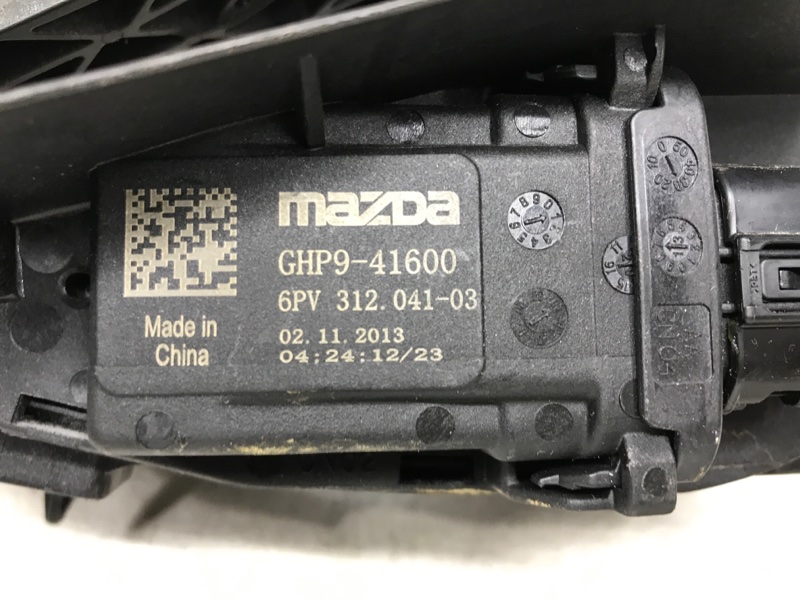 mazda
GHP9-41600
6PV 312.041-03
02.11.2013
04:24:12/23
Made in
China